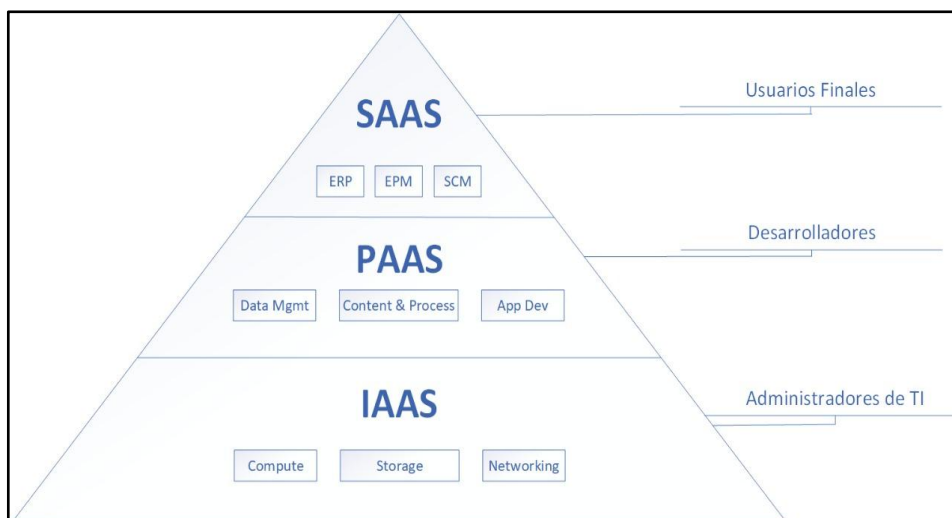 SAAS
Usuarios Finales
ERP EPM SCM
PAAS
Desarrolladores
Data Mgmt Content & Process App Dev
IAAS
Administradores de TI
Compute Storage Networking